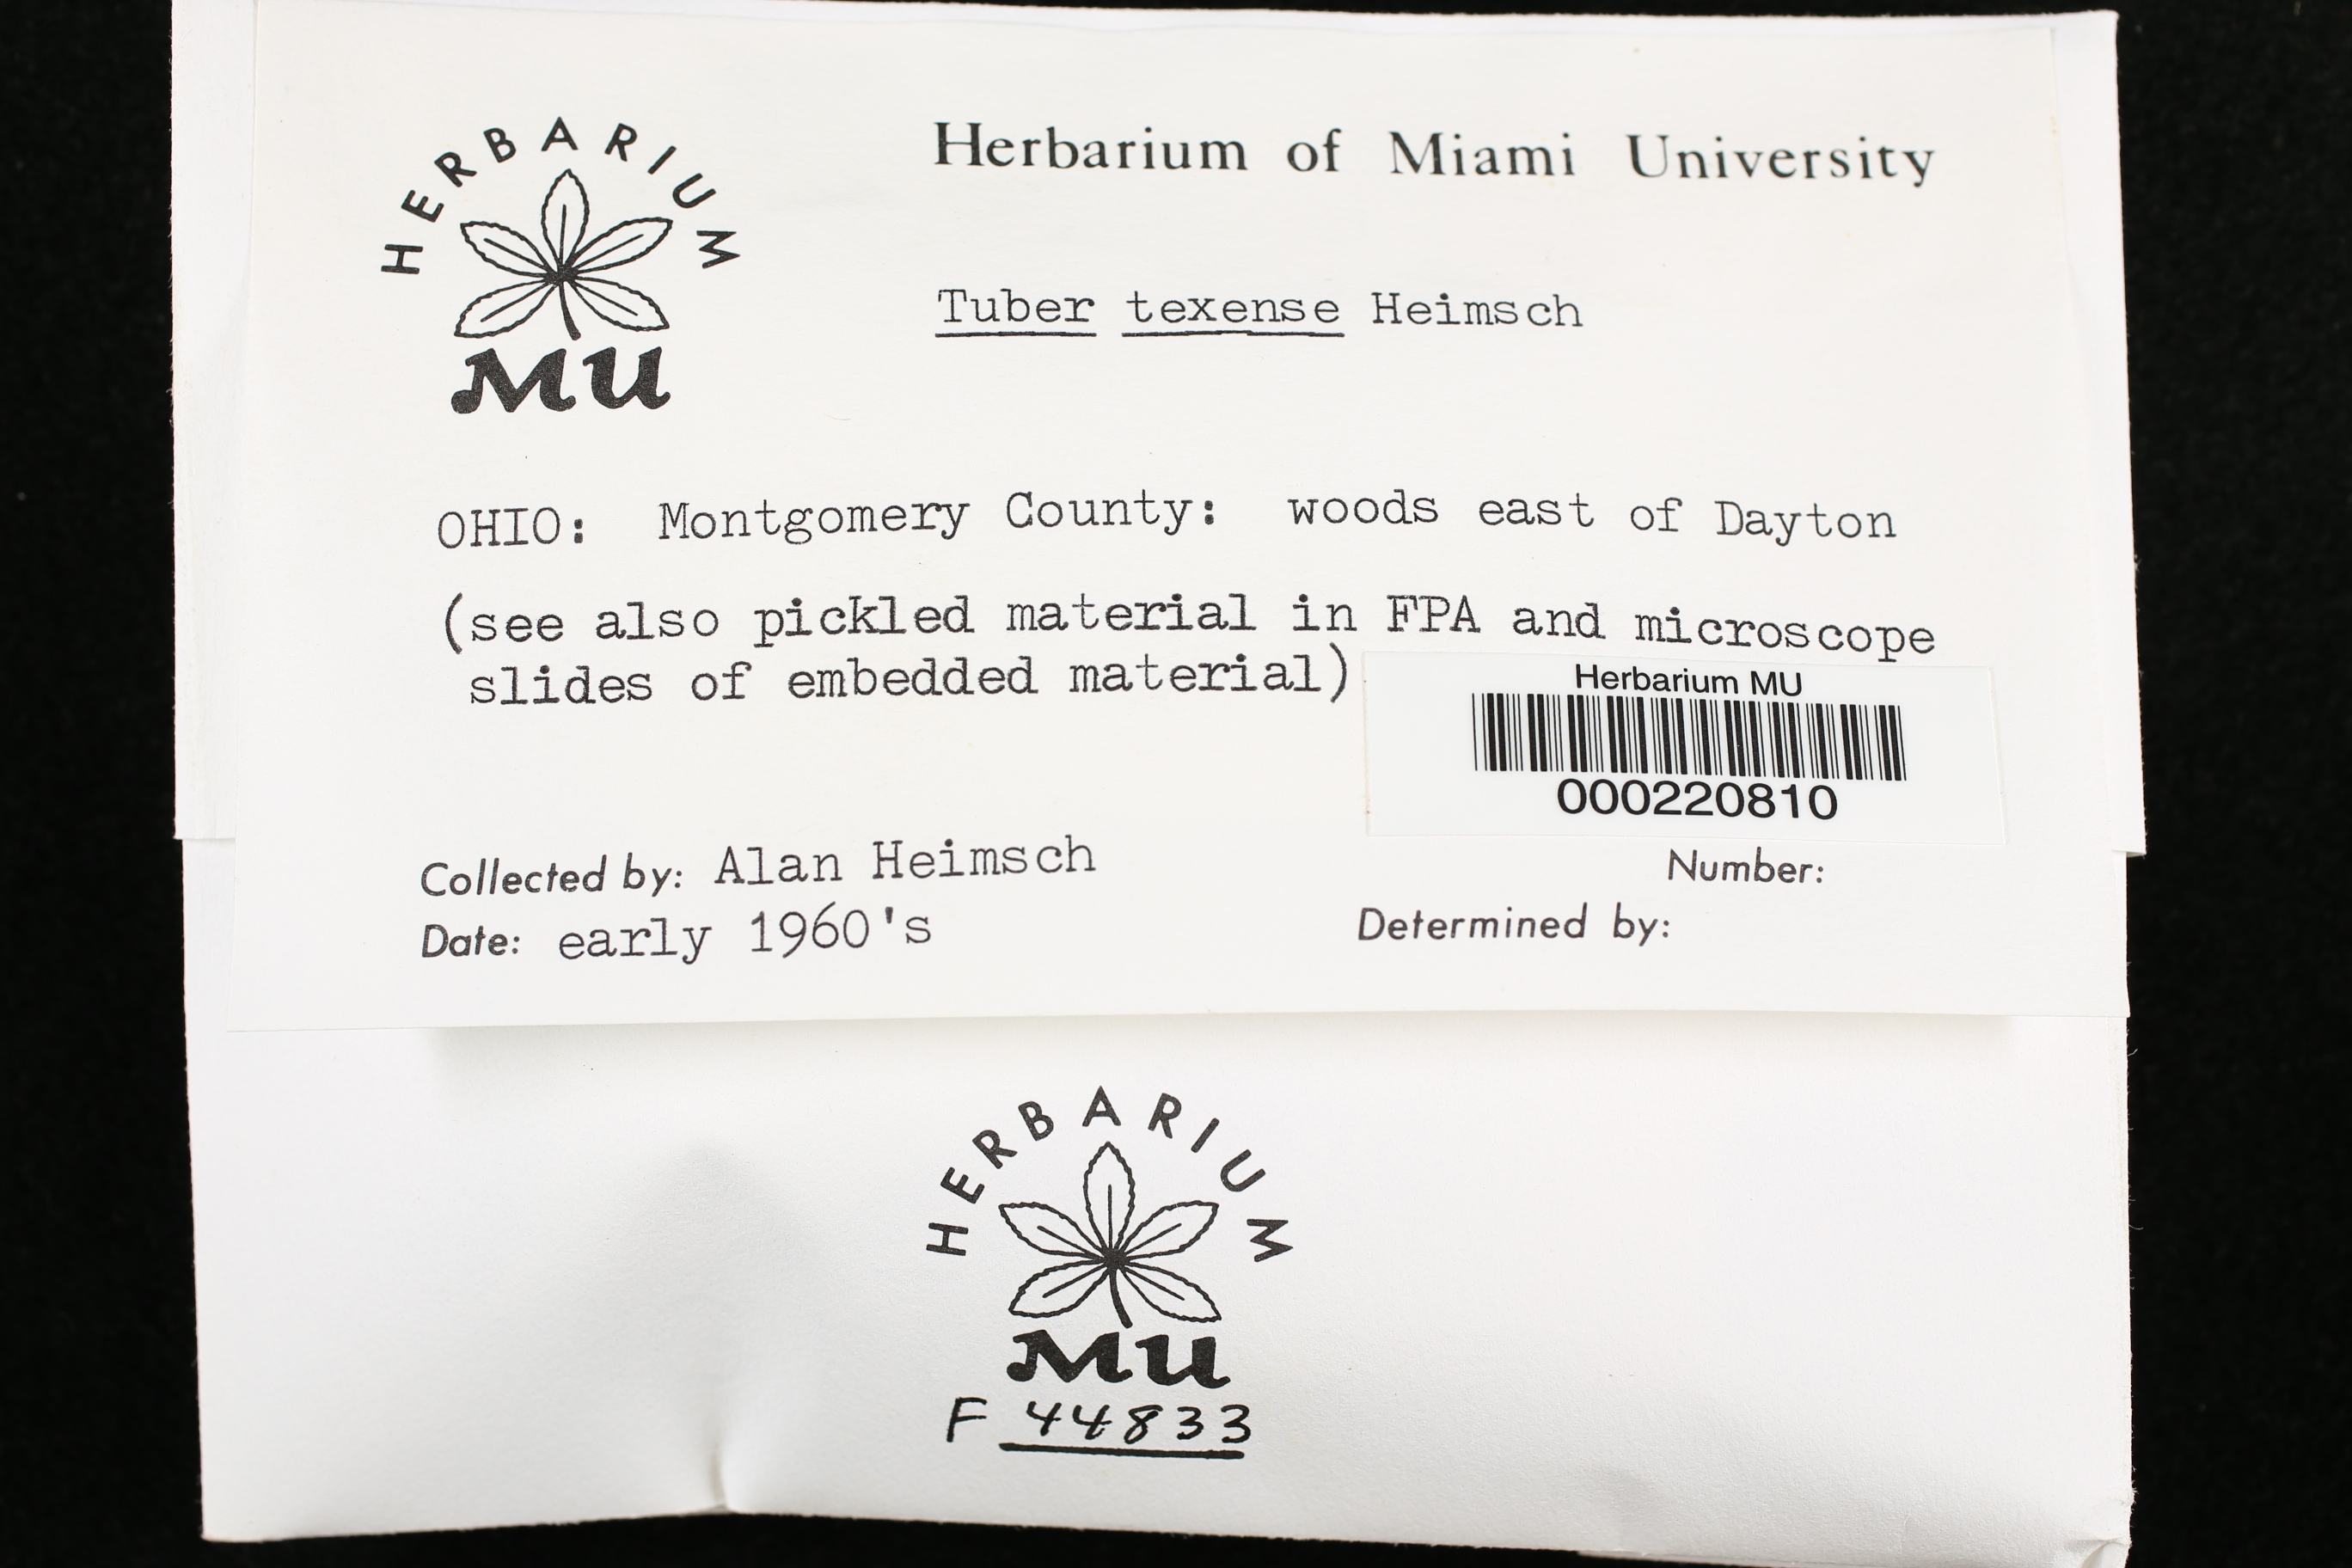 HERBARIUM
MU
Herbarium of Miami University
Tuber texense Heimsch
OHIO: Montgomery County: woods east of Dayton
(see also pickled material in FPA and microscope
slides of embedded material)
Herbarium MU
000220810
Collected by: Alan Heimsch
Number:
Date: early 1960's
Determined by:
HERBARIUM
MU
F 44833